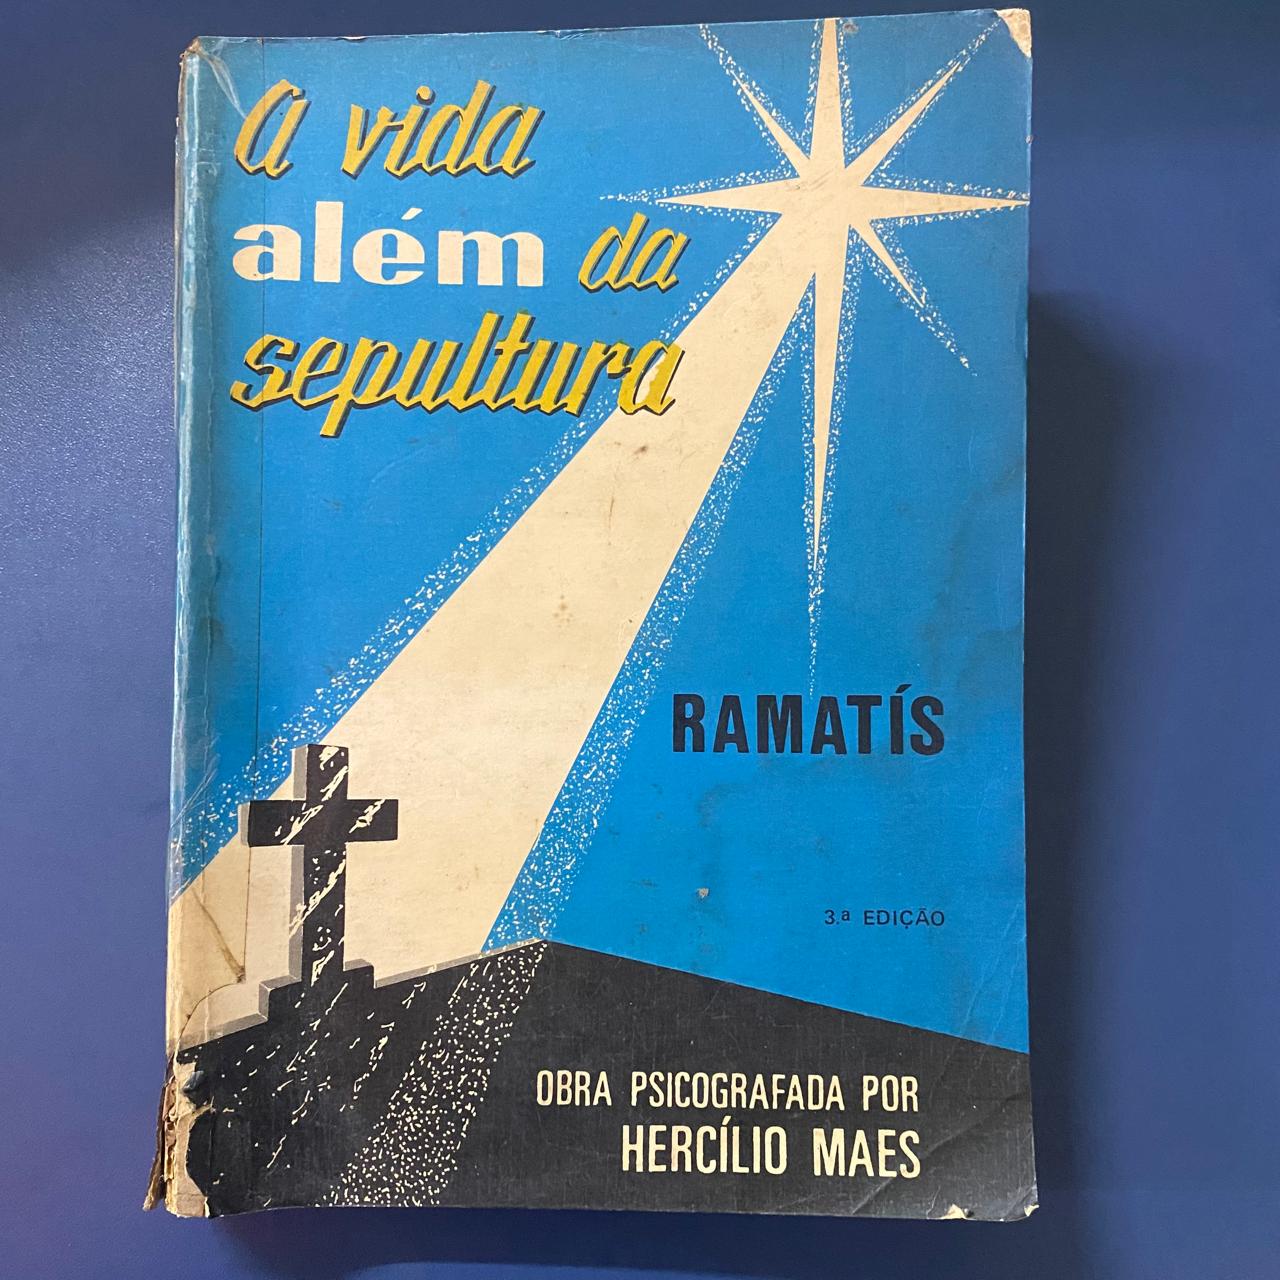 A vida
além da
sepultura
RAMATÍS
3.ª EDIÇÃO
OBRA PSICOGRAFADA POR
HERCÍLIO MAES